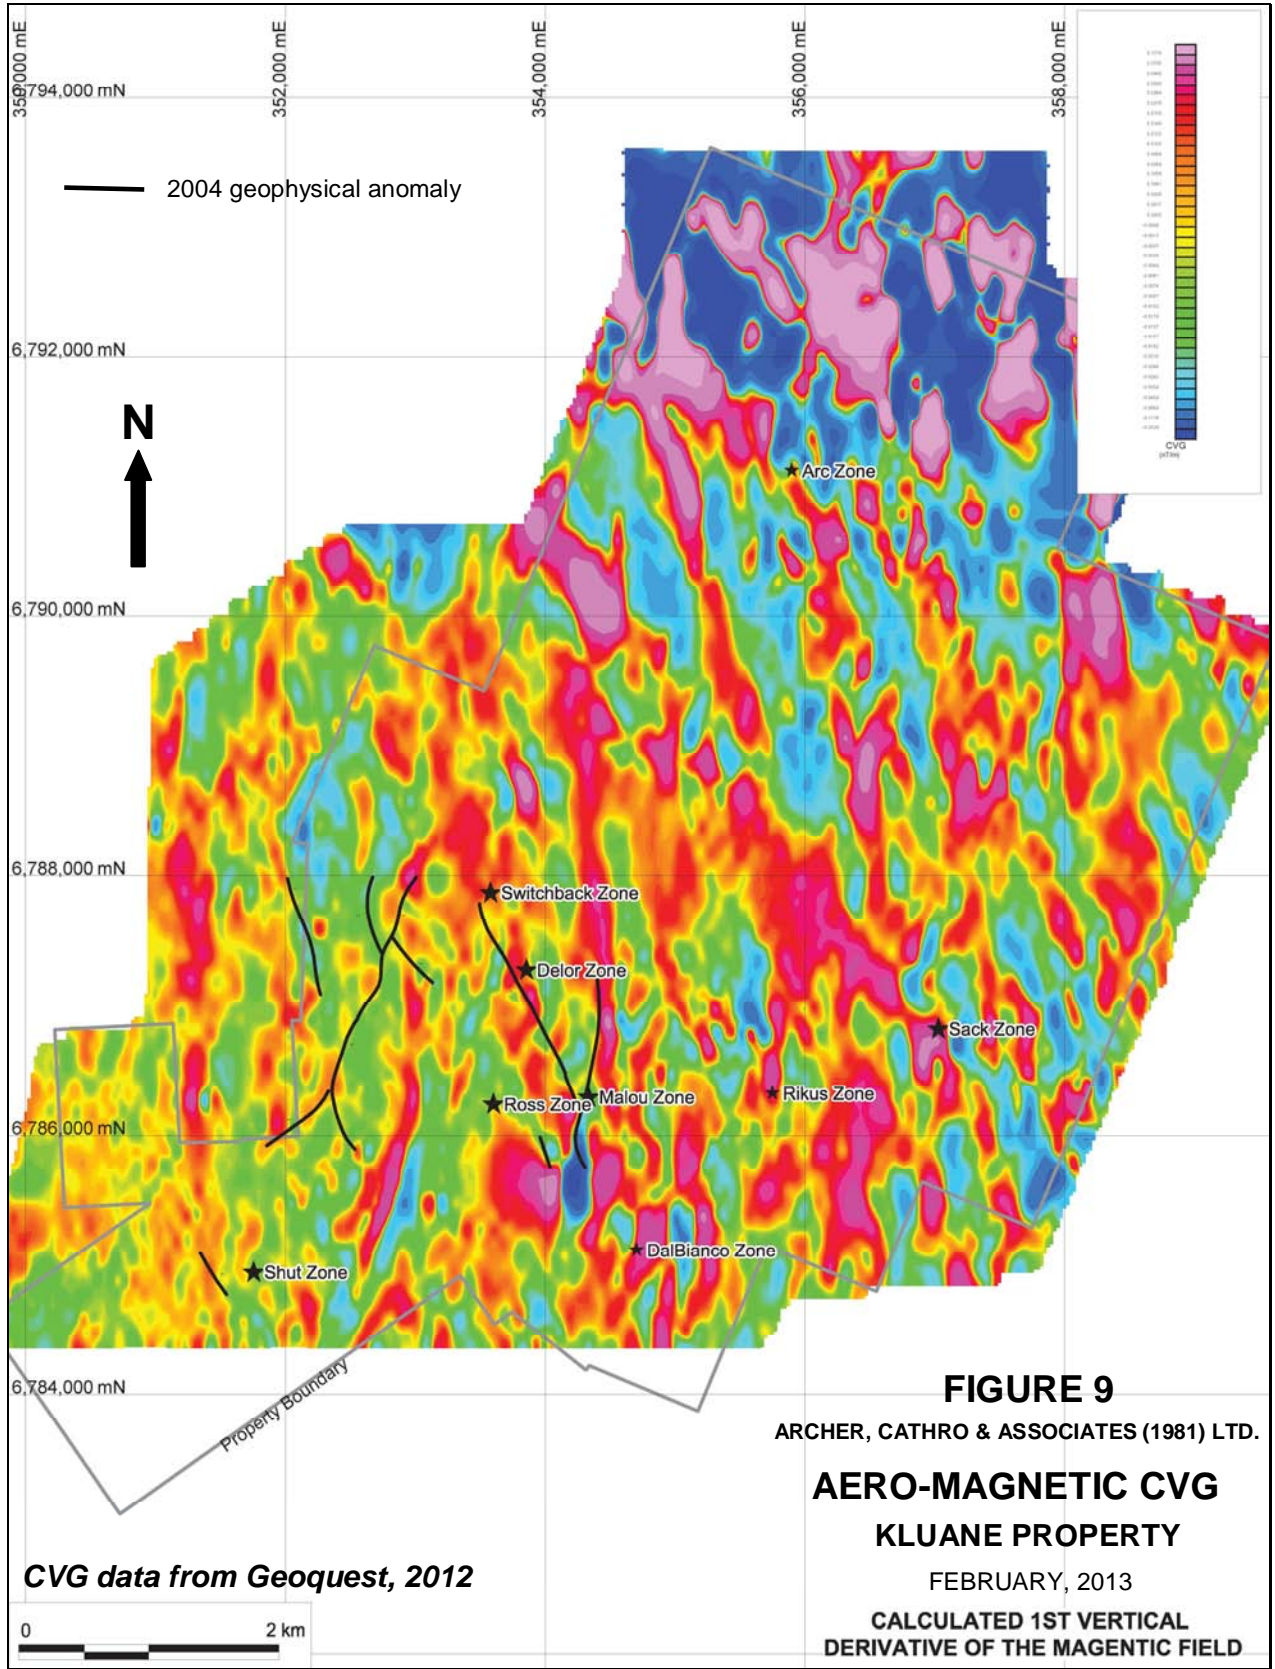 350,000 mE
352,000 mE
354,000 mE
356,000 mE
358,000 mE
6,794,000 mN
2004 geophysical anomaly
CVG
(nT/m)
6,792,000 mN
N
Arc Zone
6,790,000 mN
6,788,000 mN
Switchback Zone
Delor Zone
Sack Zone
Rikus Zone
Malou Zone
Ross Zone
6,786,000 mN
DalBianco Zone
Shut Zone
6,784,000 mN
Property Boundary
FIGURE 9
ARCHER, CATHRO & ASSOCIATES (1981) LTD.
AERO-MAGNETIC CVG
KLUANE PROPERTY
FEBRUARY, 2013
CALCULATED 1ST VERTICAL
DERIVATIVE OF THE MAGENTIC FIELD
CVG data from Geoquest, 2012
0 2 km